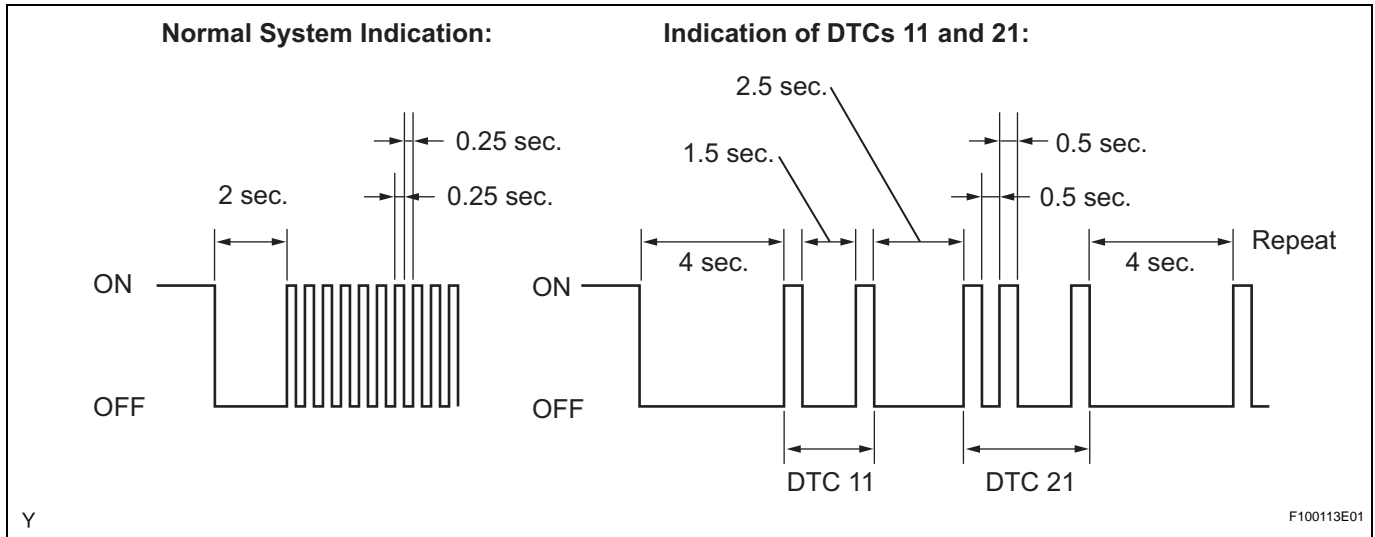 Normal System Indication:
Indication of DTCs 11 and 21:
2.5 sec.
0.25 sec.
1.5 sec.
0.5 sec.
2 sec.
0.25 sec.
0.5 sec.
4 sec.
4 sec.
Repeat
ON
ON
OFF
OFF
DTC 11
DTC 21
Y
F100113E01